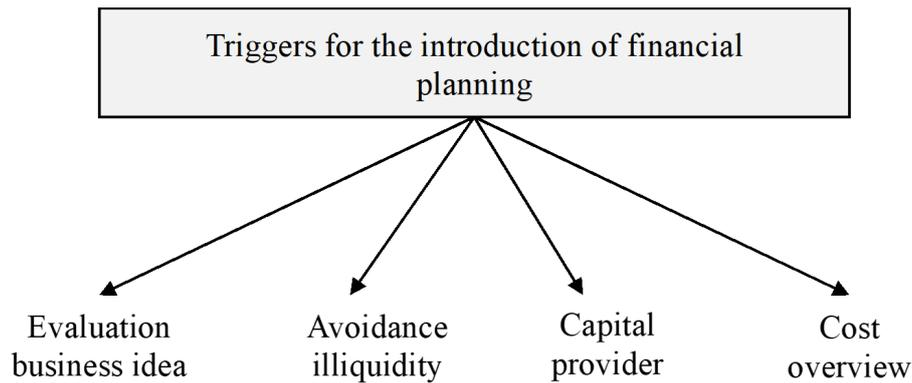 Triggers for the introduction of financial
planning
Evaluation
business idea
Avoidance
illiquidity
Capital
provider
Cost
overview